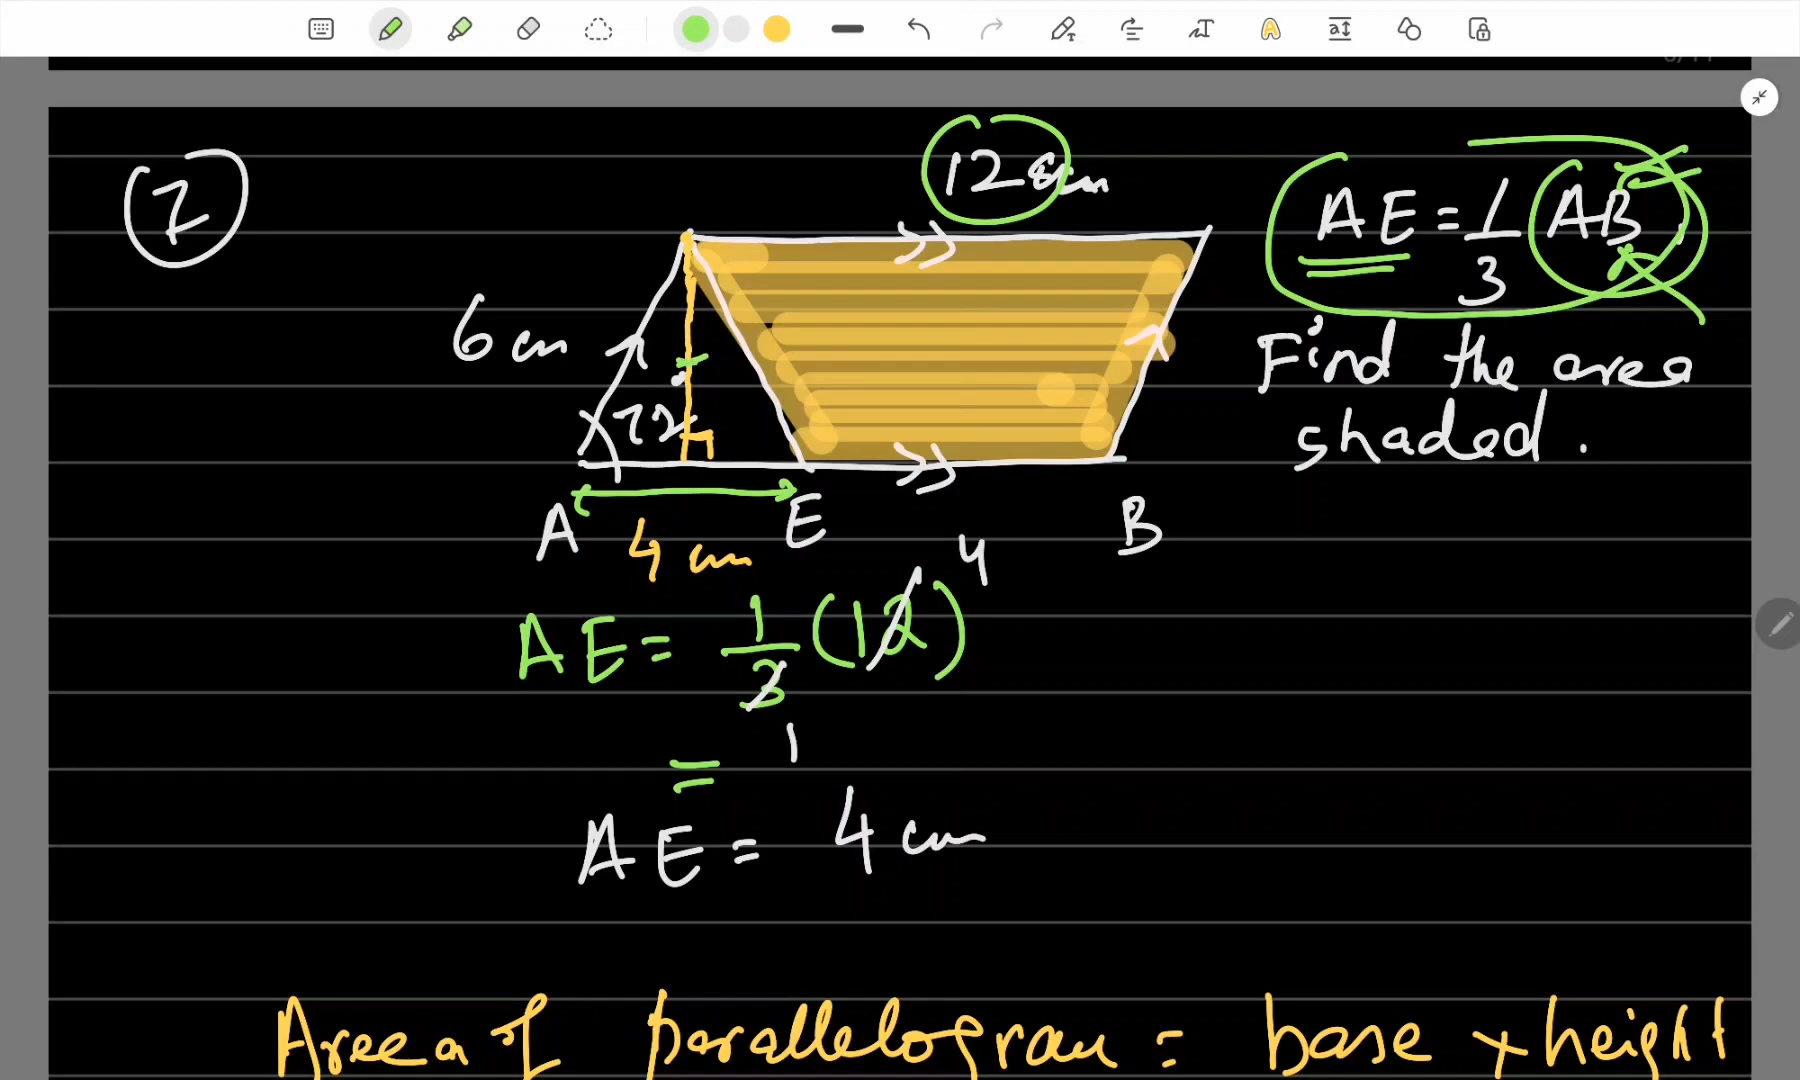 7
12 cm
AE = 1/3 AB
6 cm
Find the area
72
shaded.
A
E
B
4 cm
4
AE = 1/3 (12)
1
=
AE = 4 cm
Area of parallelogram = base x height